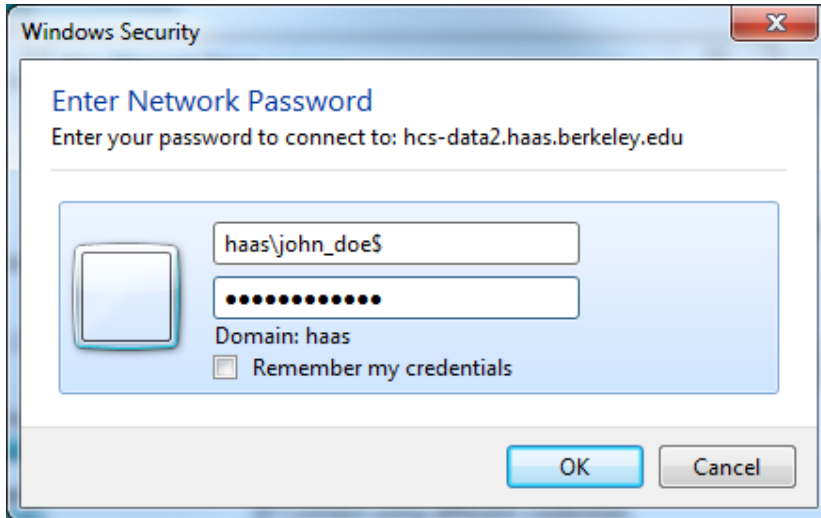 Windows Security
Enter Network Password
Enter your password to connect to: hcs-data2.haas.berkeley.edu
haas\john_doe$
●●●●●●●●●●●●
Domain: haas
Remember my credentials
OK
Cancel